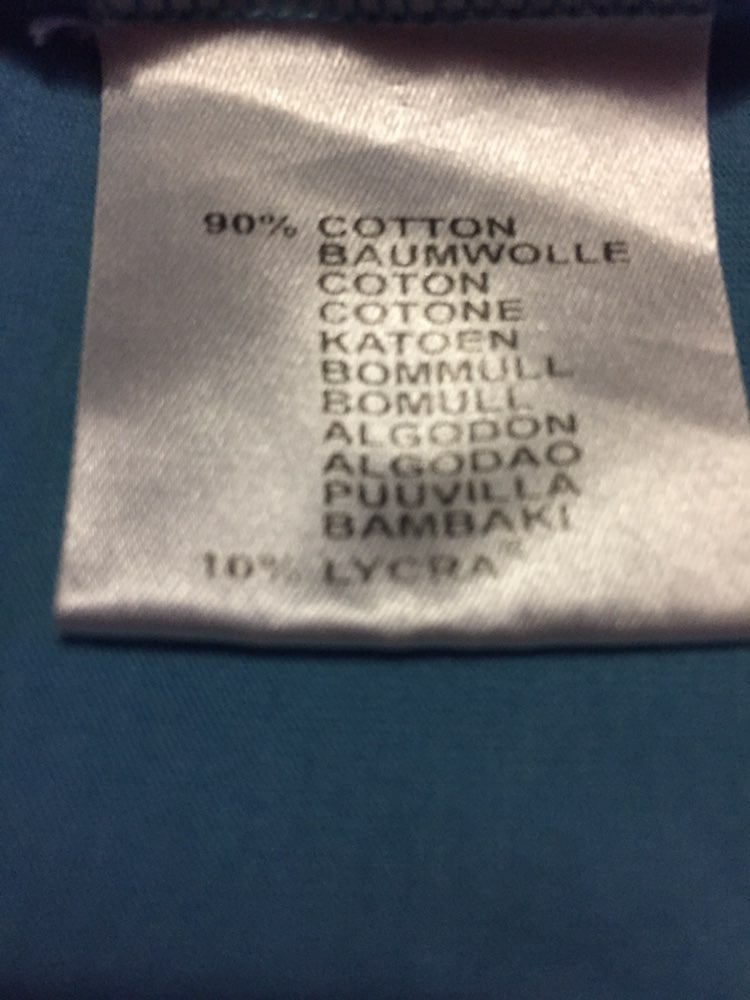 90% COTTON
BAUMWOLLE
COTON
COTONE
KATOEN
BOMMULL
BOMULL
ALGODON
ALGODAO
PUUVILLA
BAMBAKI
10% LYCRA®